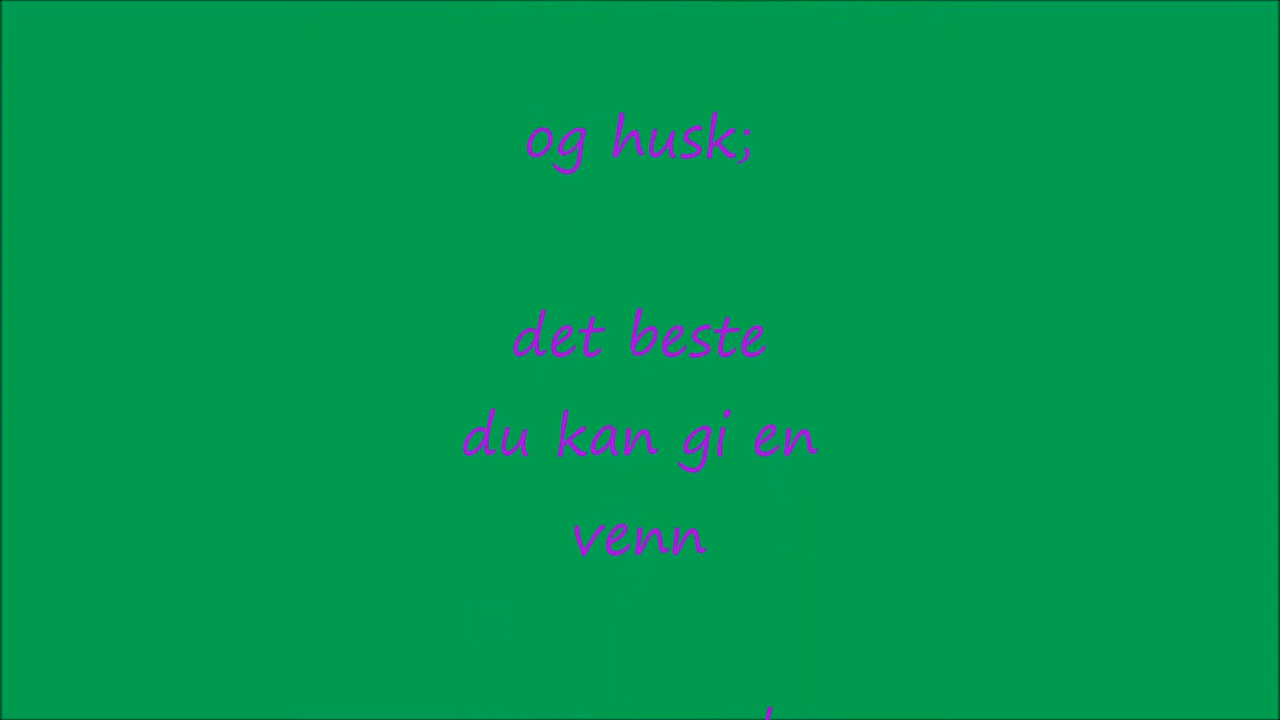 og husk;
det beste
du kan gi en
venn